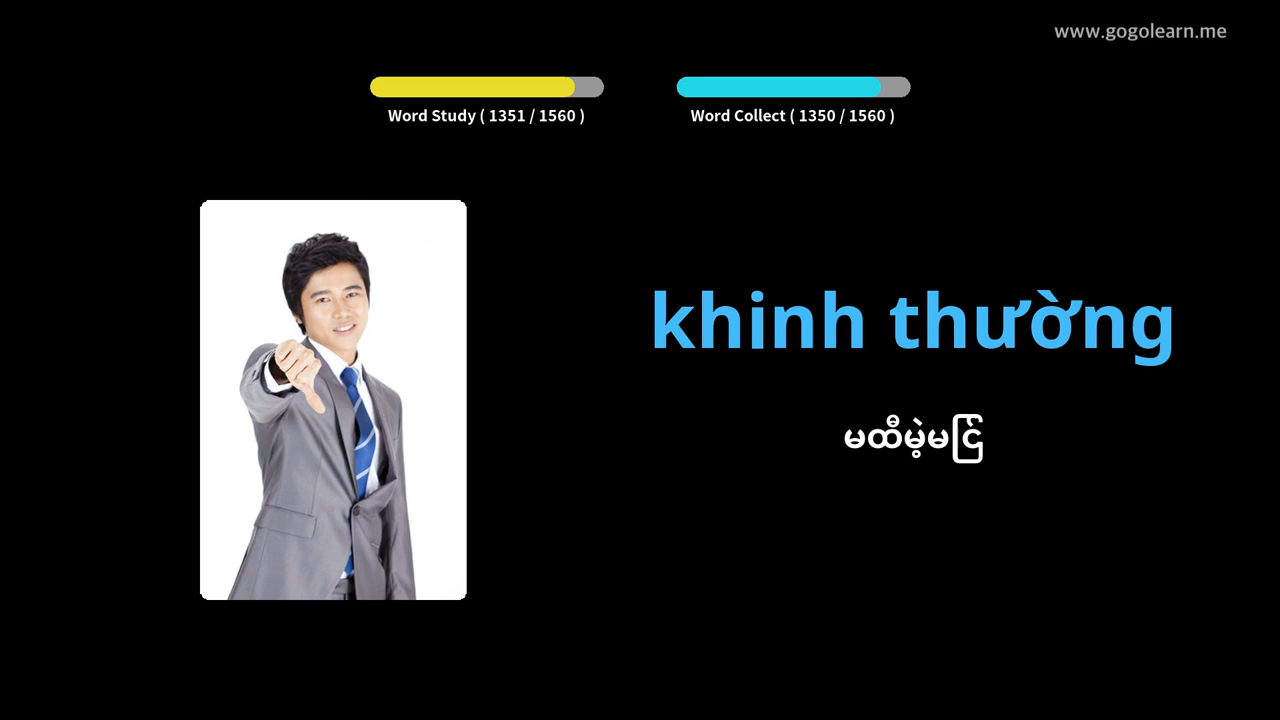 www.gogolearn.me
Word Study ( 1351 / 1560 )
Word Collect ( 1350 / 1560 )
khinh thường
မထီမဲ့မြင်